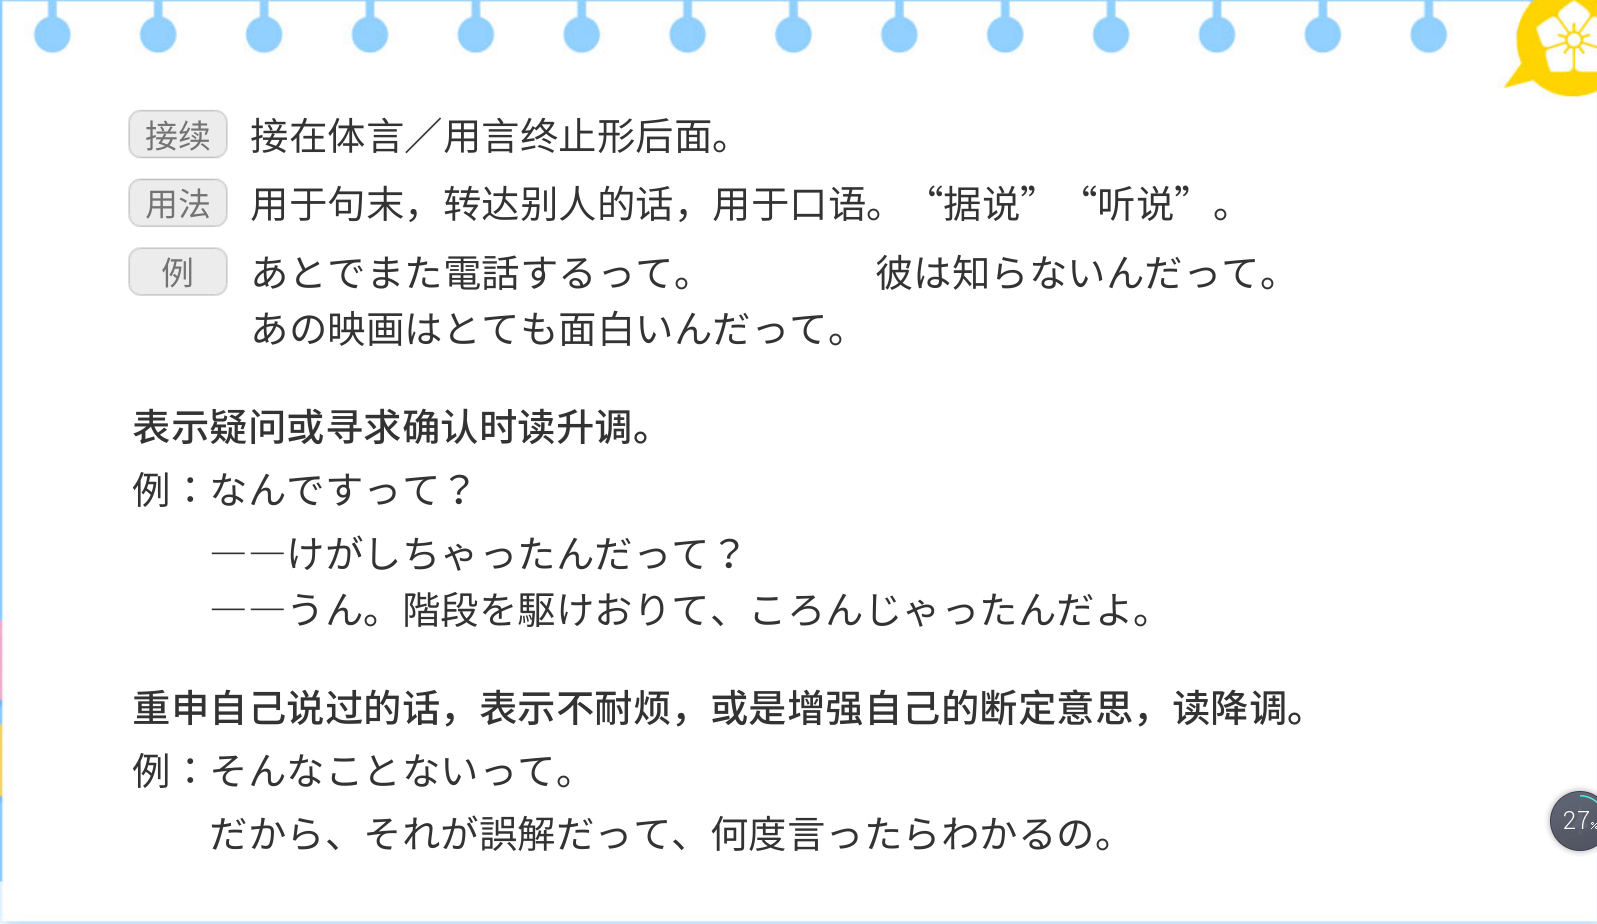 接续 接在体言／用言终止形后面。
用法 用于句末，转达别人的话，用于口语。“据说”“听说”。
例 あとでまた電話するって。 彼は知らないんだって。
あの映画はとても面白いんだって。
表示疑问或寻求确认时读升调。
例：なんですって？
――けがしちゃったんだって？
――うん。階段を駆けおりて、ころんじゃったんだよ。
重申自己说过的话，表示不耐烦，或是增强自己的断定意思，读降调。
例：そんなことないって。
だから、それが誤解だって、何度言ったらわかるの。
27%